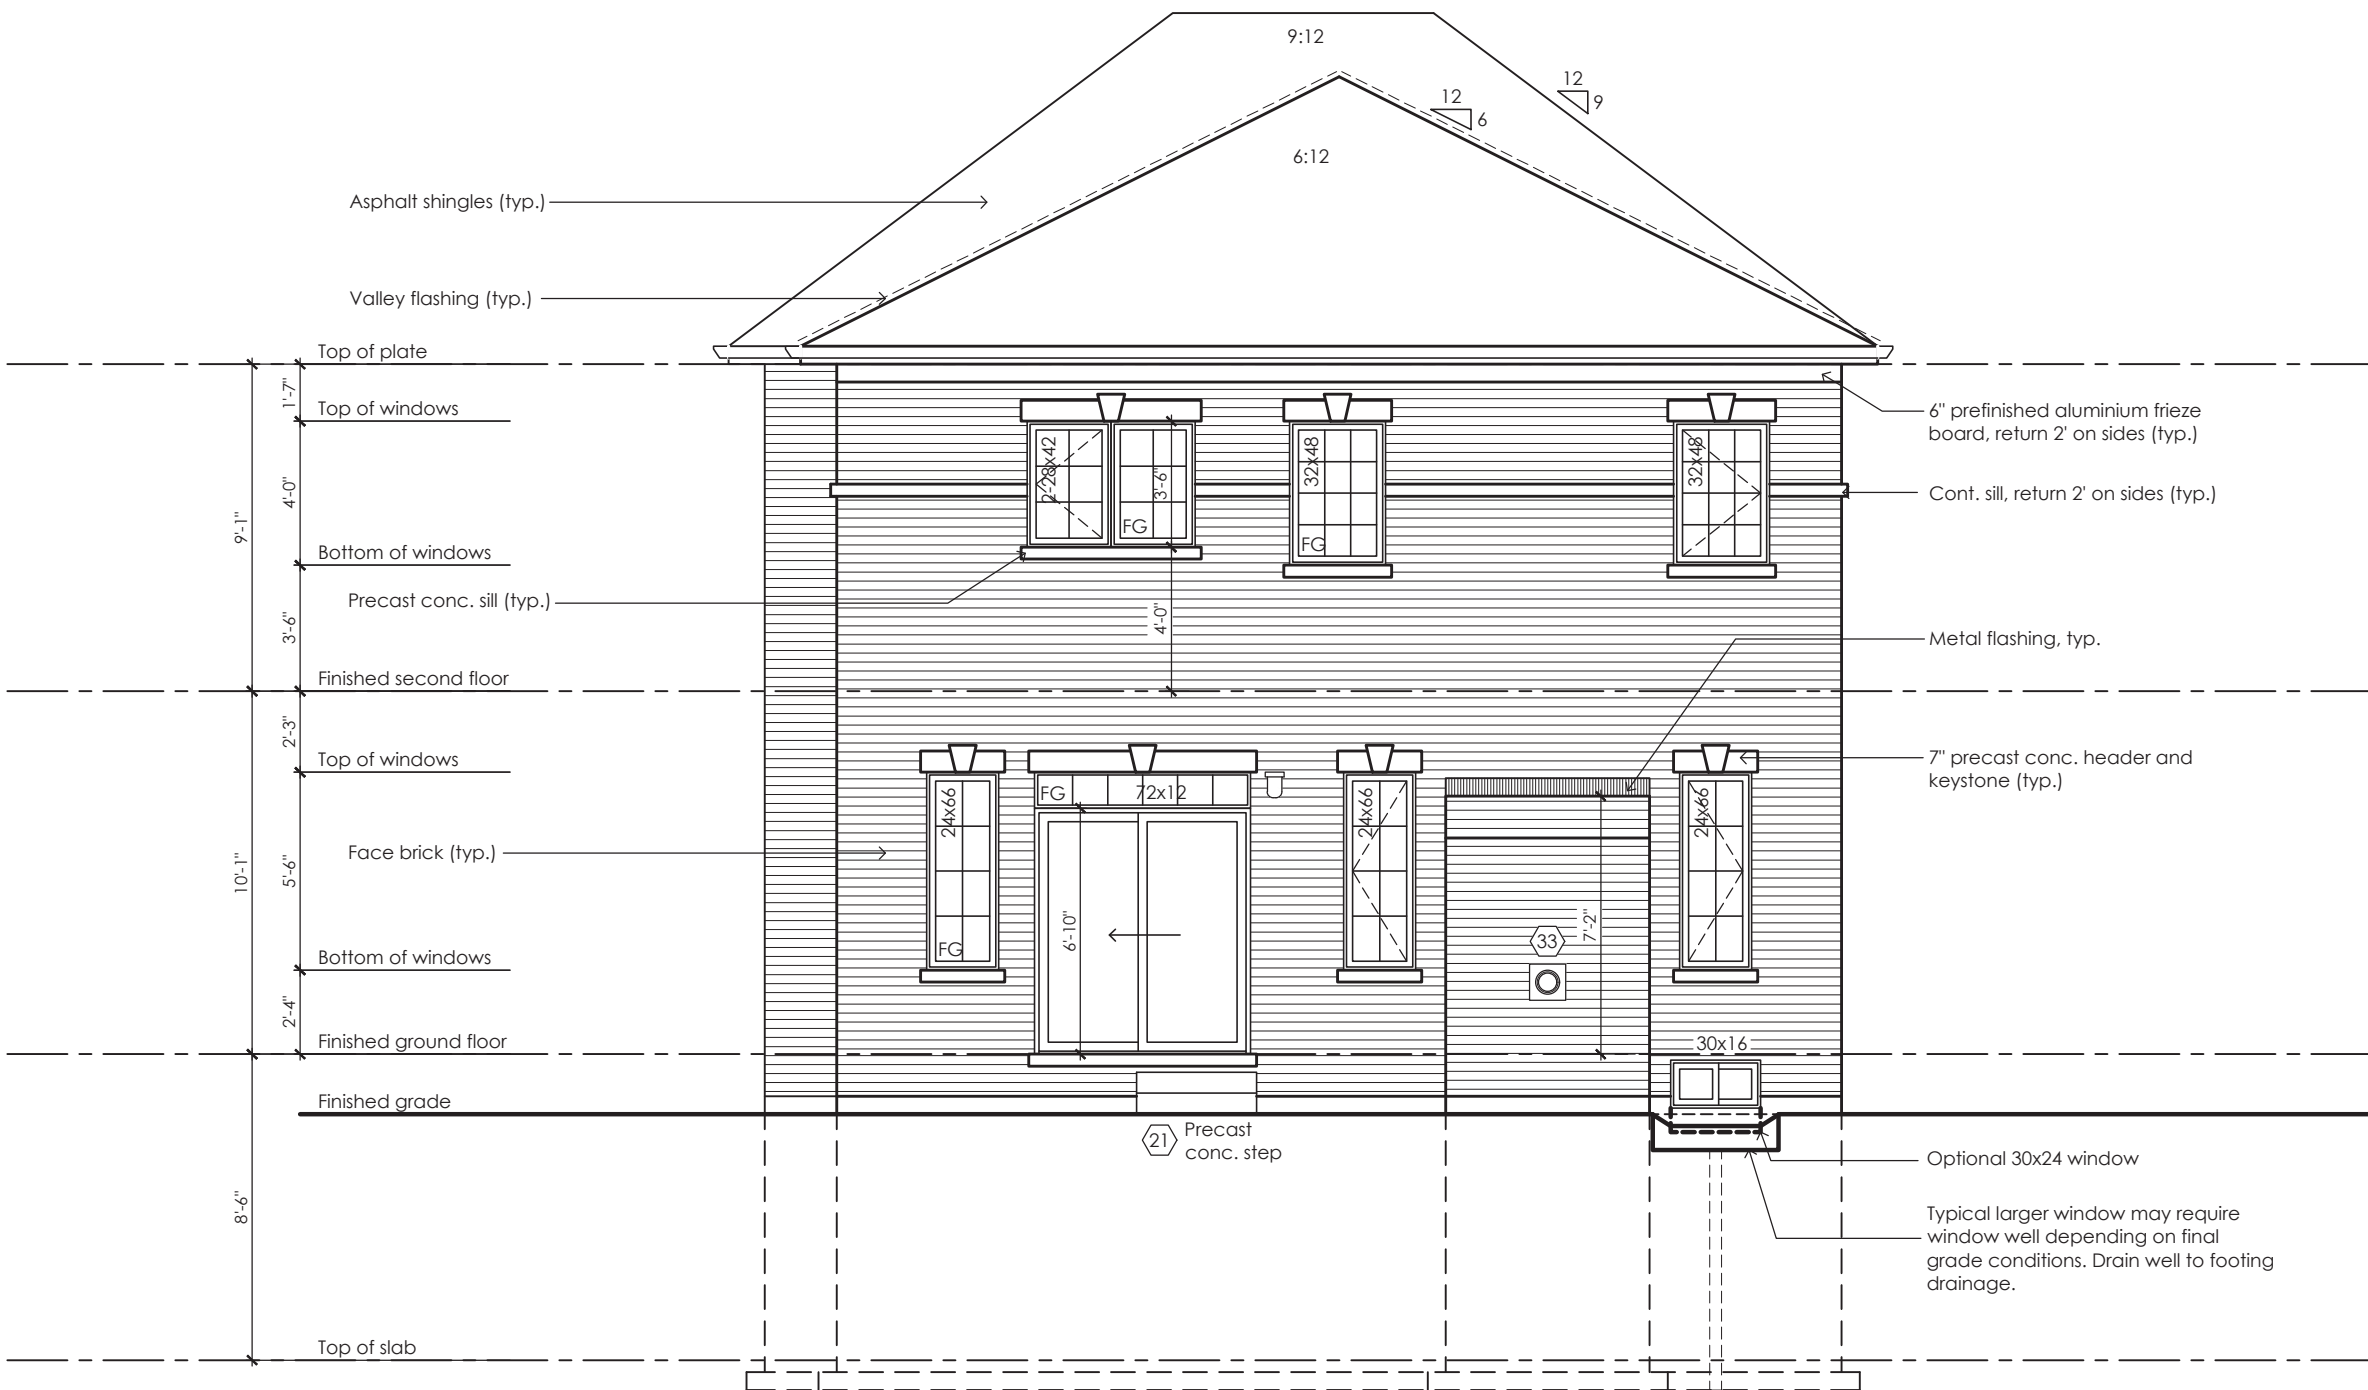 9:12
12
9
12
6
6:12
Asphalt shingles (typ.)
Valley flashing (typ.)
Top of plate
1'-7"
Top of windows
4'-0"
9'-1"
Bottom of windows
Precast conc. sill (typ.)
3'-6"
Finished second floor
2'-3"
Top of windows
Face brick (typ.)
5'-6"
10'-1"
Bottom of windows
2'-4"
Finished ground floor
Finished grade
8'-6"
Top of slab
2-28x42
3'-6"
FG
32x48
FG
32x48
4'-0"
24x66
FG
FG
72x12
6'-10"
24x66
33
7'-2"
24x66
30x16
21
Precast
conc. step
6" prefinished aluminium frieze
board, return 2' on sides (typ.)
Cont. sill, return 2' on sides (typ.)
Metal flashing, typ.
7" precast conc. header and
keystone (typ.)
Optional 30x24 window
Typical larger window may require
window well depending on final
grade conditions. Drain well to footing
drainage.